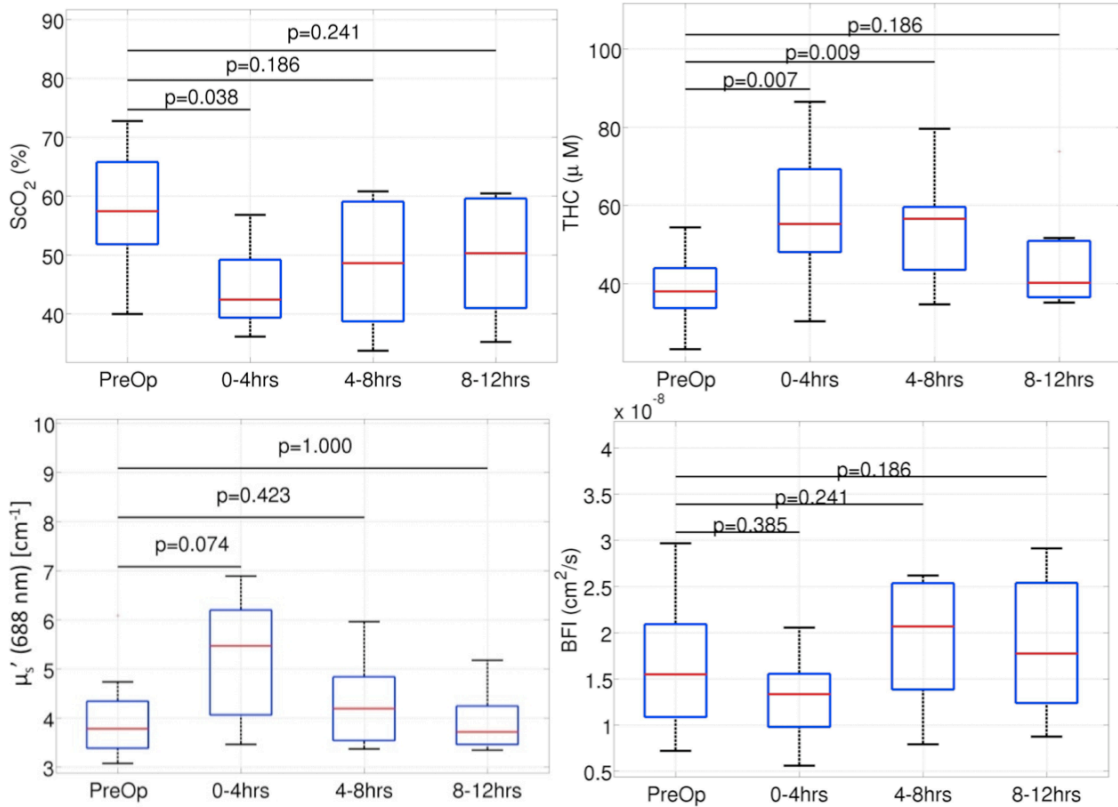 ScO2 (%)
90
80
70
60
50
40
p=0.241
p=0.186
p=0.038
PreOp 0-4hrs 4-8hrs 8-12hrs
THC (μ M)
100
80
60
40
p=0.186
p=0.009
p=0.007
PreOp 0-4hrs 4-8hrs 8-12hrs
μs' (688 nm) [cm-1]
10
9
8
7
6
5
4
3
p=1.000
p=0.423
p=0.074
PreOp 0-4hrs 4-8hrs 8-12hrs
x 10-8
BFI (cm2/s)
4
3.5
3
2.5
2
1.5
1
0.5
p=0.186
p=0.241
p=0.385
PreOp 0-4hrs 4-8hrs 8-12hrs